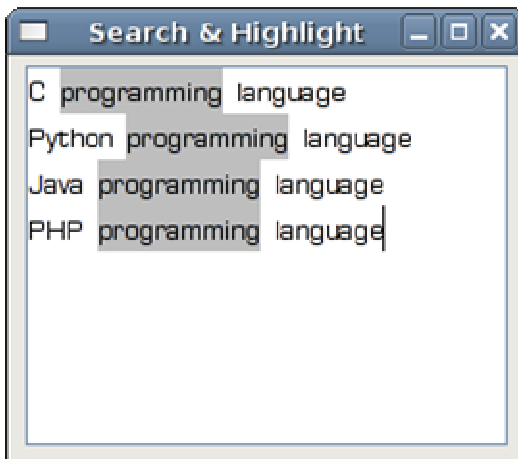 Search & Highlight
C programming language
Python programming language
Java programming language
PHP programming language